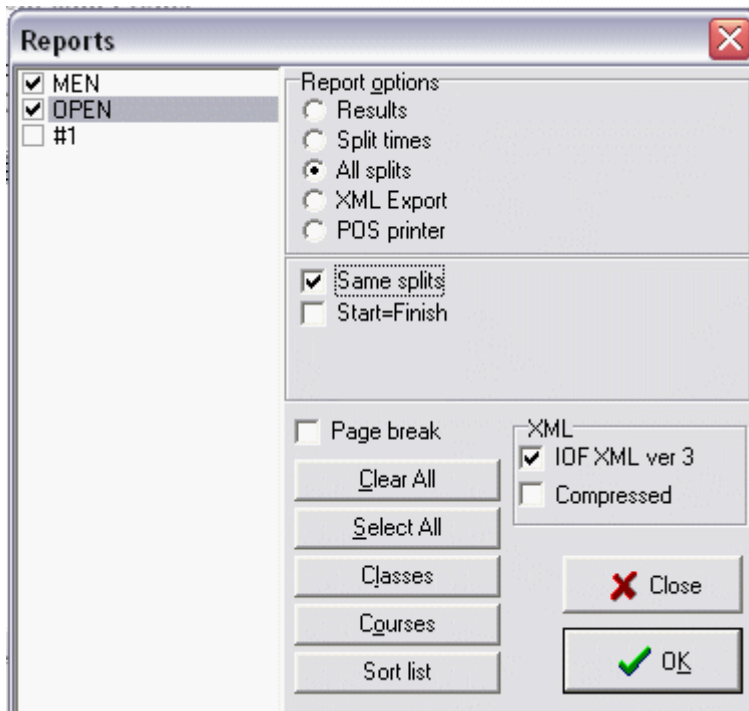 Reports
MEN
OPEN
#1
Report options
Results
Split times
All splits
XML Export
POS printer
Same splits
Start=Finish
Page break
Clear All
Select All
Classes
Courses
Sort list
XML
IOF XML ver 3
Compressed
Close
OK